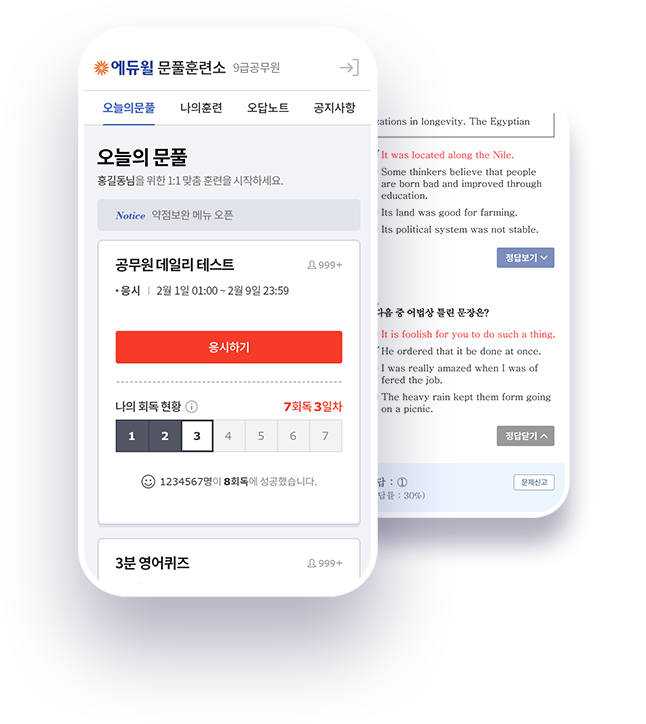 에듀윌 문풀훈련소 9급공무원
오늘의문풀 나의훈련 오답노트 공지사항
오늘의 문풀
홍길동님을 위한 1:1 맞춤 훈련을 시작하세요.
Notice 약점보완 메뉴 오픈
공무원 데일리 테스트 999+
• 응시 | 2월 1일 01:00 ~ 2월 9일 23:59
응시하기
나의 회독 현황 7회독 3일차
1 2 3 4 5 6 7
1234567명이 8회독에 성공했습니다.
3분 영어퀴즈 999+
in longevity. The Egyptian
It was located along the Nile.
Some thinkers believe that people
are born bad and improved through
education.
Its land was good for farming.
Its political system was not stable.
정답보기
중 어법상 틀린 문장은?
It is foolish for you to do such a thing.
He ordered that it be done at once.
I was really amazed when I was of
fered the job.
The heavy rain kept them form going
on a picnic.
정답닫기
답 : ①
문제신고
답률 : 30%)